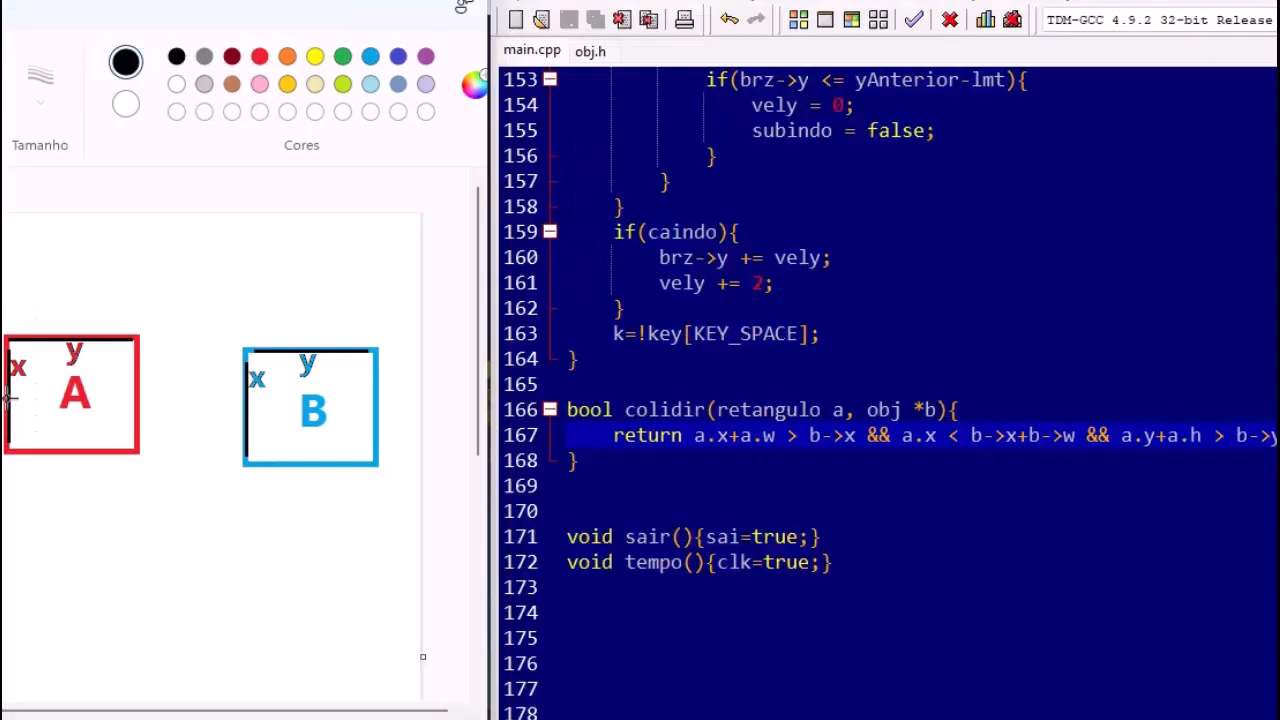 Tamanho
Cores
x
y
A
x
y
B
TDM-GCC 4.9.2 32-bit Release
main.cpp obj.h
153 if(brz->y <= yAnterior-lmt){
154 vely = 0;
155 subindo = false;
156 }
157 }
158 }
159 if(caindo){
160 brz->y += vely;
161 vely += 2;
162 }
163 k=!key[KEY_SPACE];
164 }
165
166 bool colidir(retangulo a, obj *b){
167 return a.x+a.w > b->x && a.x < b->x+b->w && a.y+a.h > b->y
168 }
169
170
171 void sair(){sai=true;}
172 void tempo(){clk=true;}
173
174
175
176
177
178